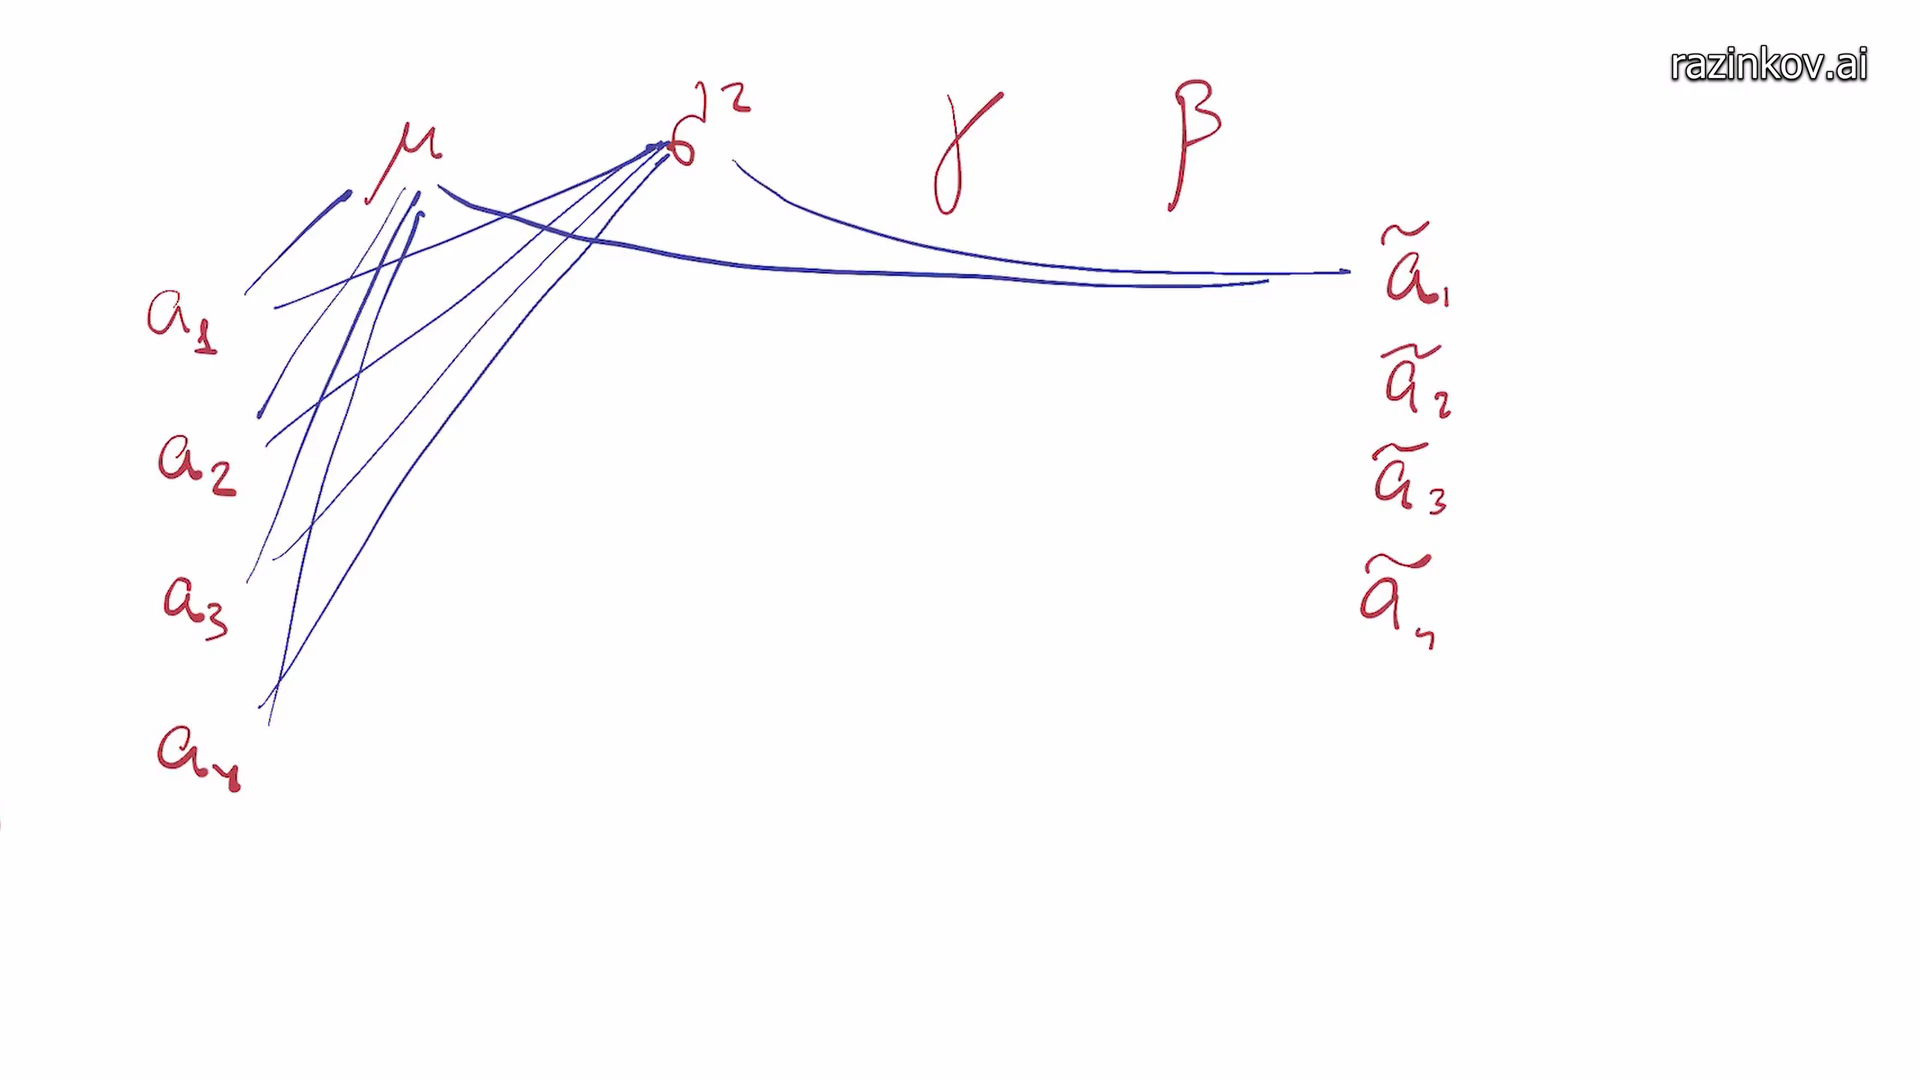 razinkov.ai
μ σ² γ β
ã₁
a₁
ã₂
a₂
ã₃
a₃
ã₄
a₄